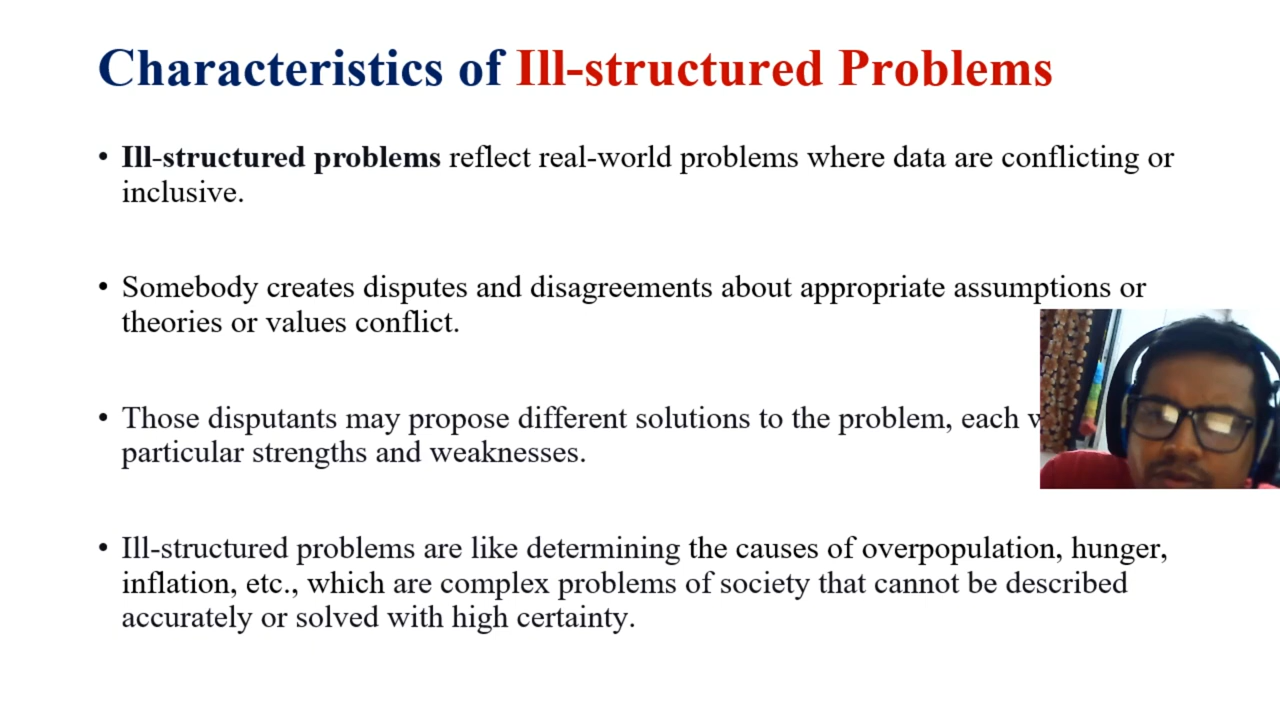 Characteristics of Ill-structured Problems
• Ill-structured problems reflect real-world problems where data are conflicting or
inclusive.
• Somebody creates disputes and disagreements about appropriate assumptions or
theories or values conflict.
• Those disputants may propose different solutions to the problem, each
particular strengths and weaknesses.
• Ill-structured problems are like determining the causes of overpopulation, hunger,
inflation, etc., which are complex problems of society that cannot be described
accurately or solved with high certainty.